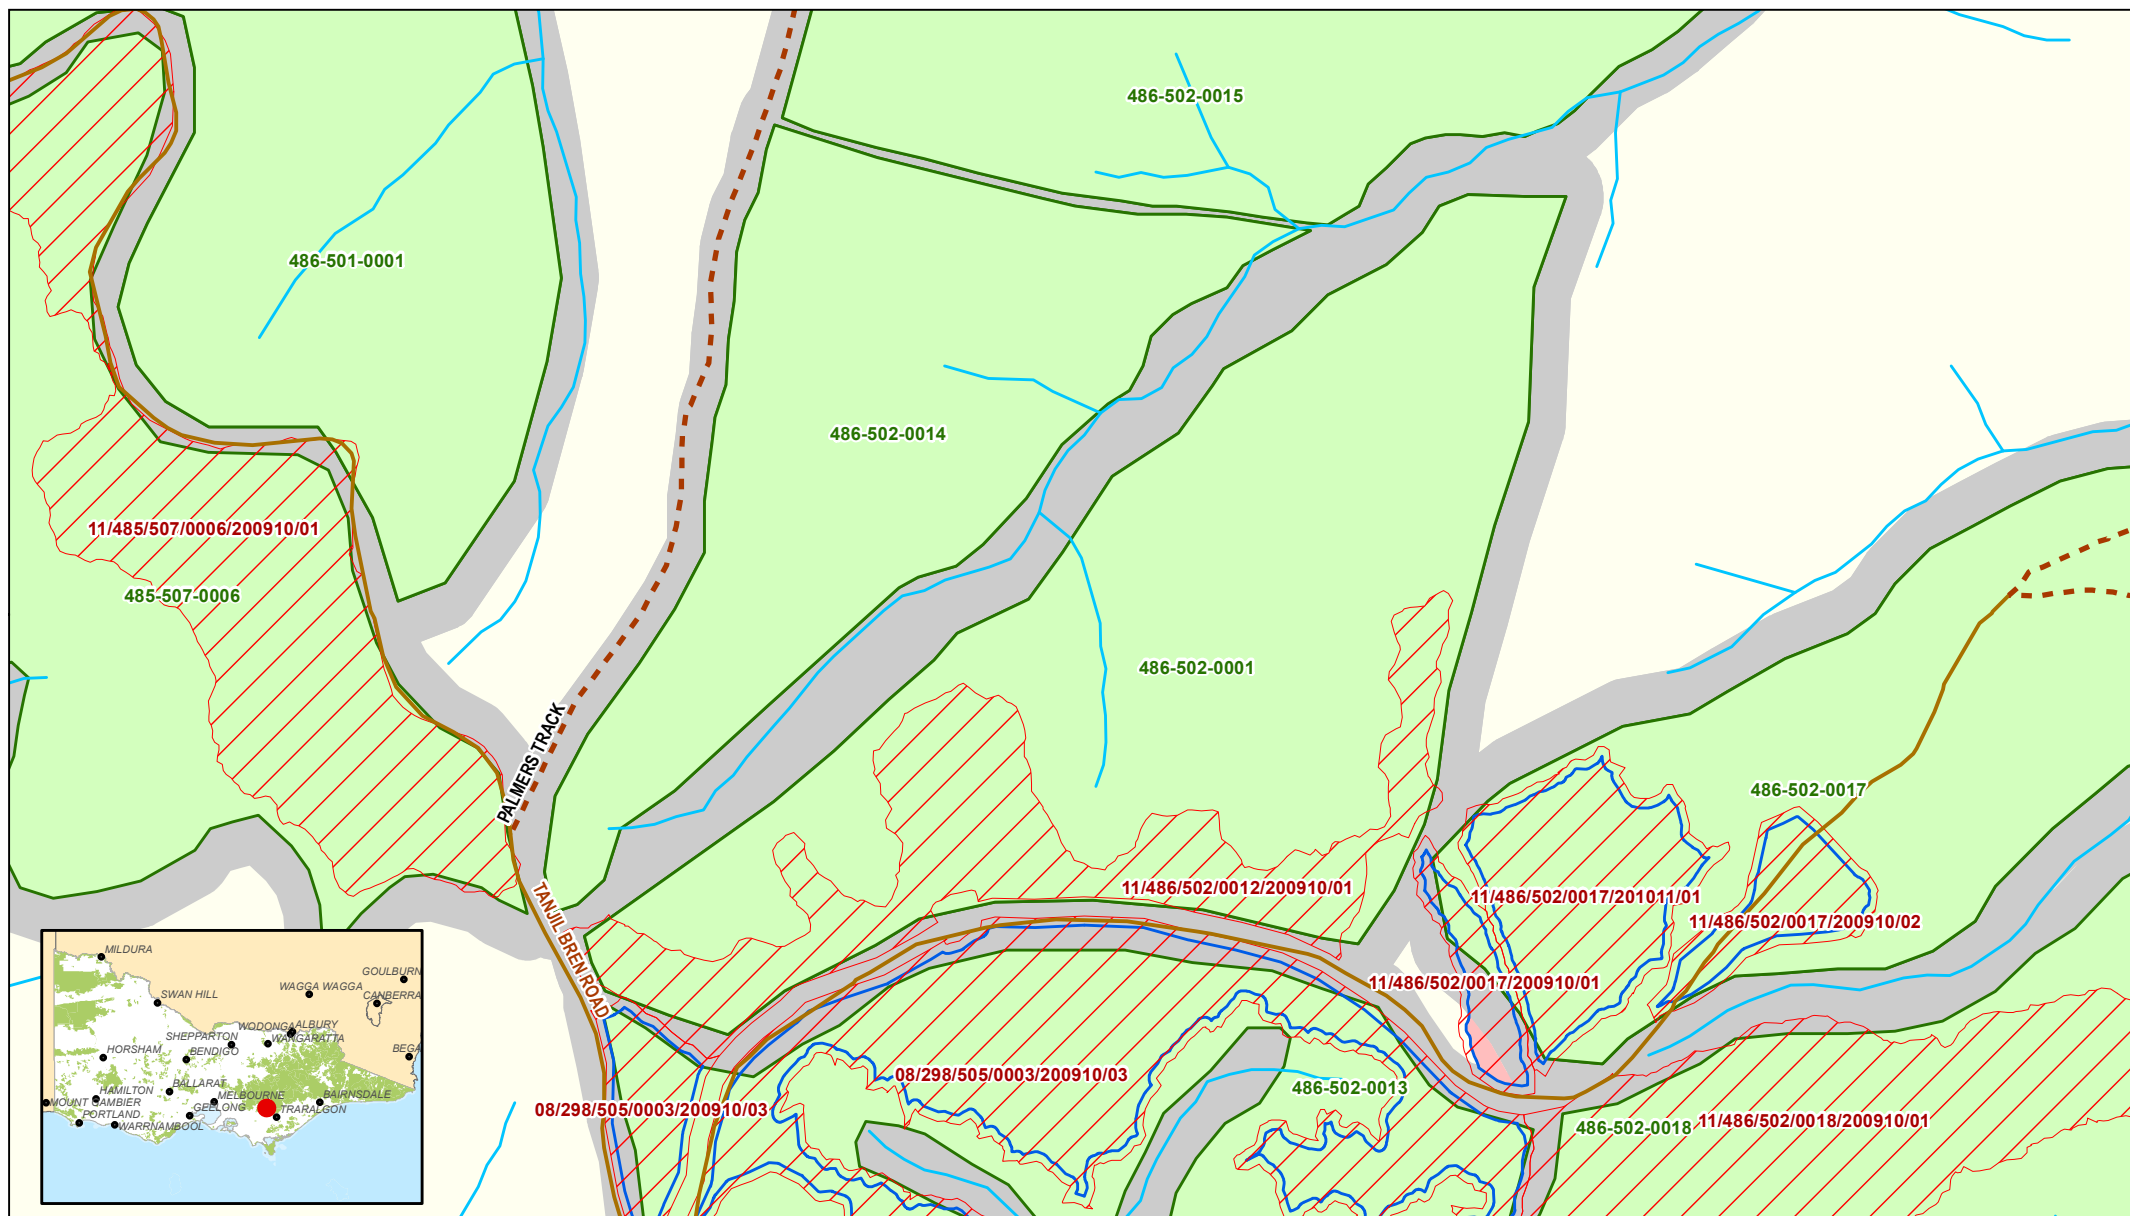 486-502-0015
486-501-0001
486-502-0014
11/485/507/0006/200910/01
485-507-0006
486-502-0001
PALMERS TRACK
486-502-0017
11/486/502/0012/200910/01
11/486/502/0017/201011/01
TANJIL BREN ROAD
11/486/502/0017/200910/02
11/486/502/0017/200910/01
08/298/505/0003/200910/03
486-502-0013
08/298/505/0003/200910/03
486-502-0018
11/486/502/0018/200910/01
MILDURA
GOULBURN
WAGGA WAGGA
SWAN HILL
CANBERRA
WODONGA
ALBURY
SHEPPARTON
WANGARATTA
HORSHAM
BENDIGO
BEGA
BALLARAT
HAMILTON
MELBOURNE
BAIRNSDALE
MOUNT GAMBIER
GEELONG
TRARALGON
PORTLAND
WARRNAMBOOL